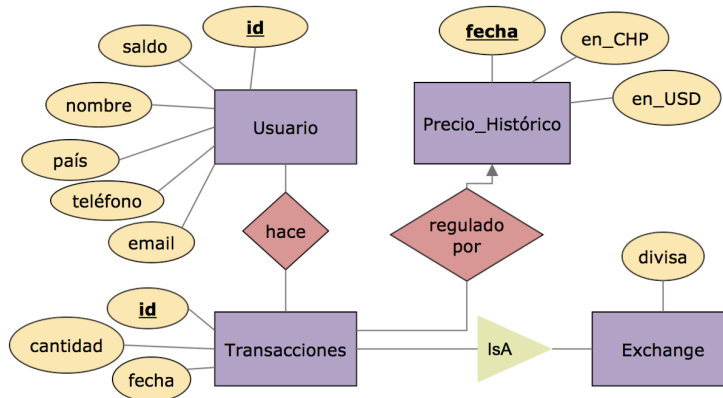 id
saldo
nombre
país
teléfono
email
Usuario
fecha
en_CHP
en_USD
Precio_Histórico
hace
regulado
por
divisa
id
cantidad
fecha
Transacciones
IsA
Exchange